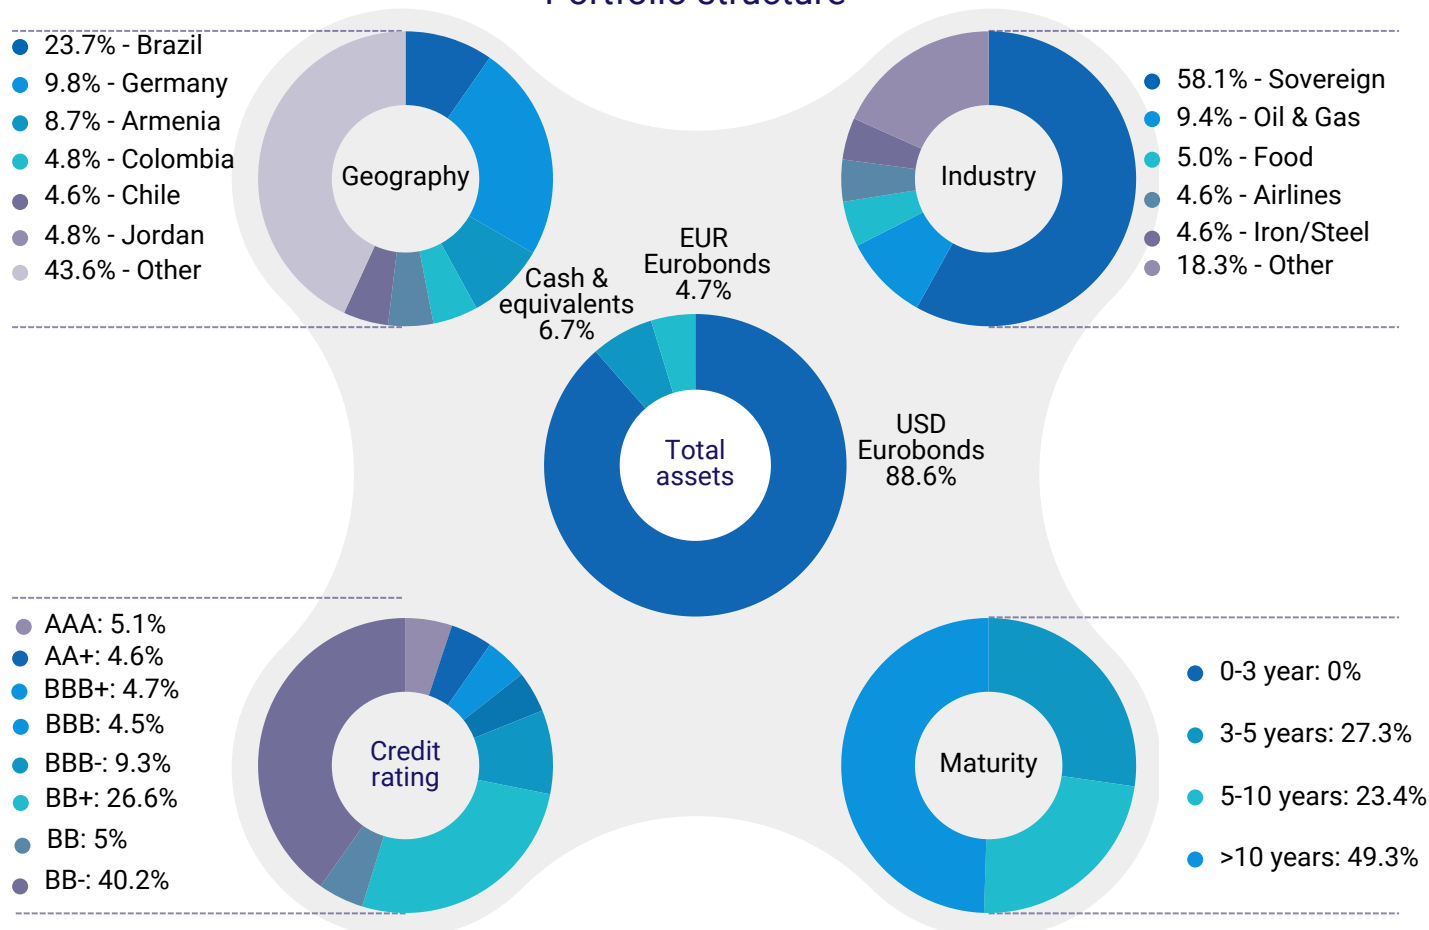 Portfolio structure
23.7% - Brazil
9.8% - Germany
8.7% - Armenia
4.8% - Colombia
4.6% - Chile
4.8% - Jordan
43.6% - Other
Geography
Industry
58.1% - Sovereign
9.4% - Oil & Gas
5.0% - Food
4.6% - Airlines
4.6% - Iron/Steel
18.3% - Other
Cash &
equivalents
6.7%
EUR
Eurobonds
4.7%
Total
assets
USD
Eurobonds
88.6%
AAA: 5.1%
AA+: 4.6%
BBB+: 4.7%
BBB: 4.5%
BBB-: 9.3%
BB+: 26.6%
BB: 5%
BB-: 40.2%
Credit
rating
Maturity
0-3 year: 0%
3-5 years: 27.3%
5-10 years: 23.4%
>10 years: 49.3%